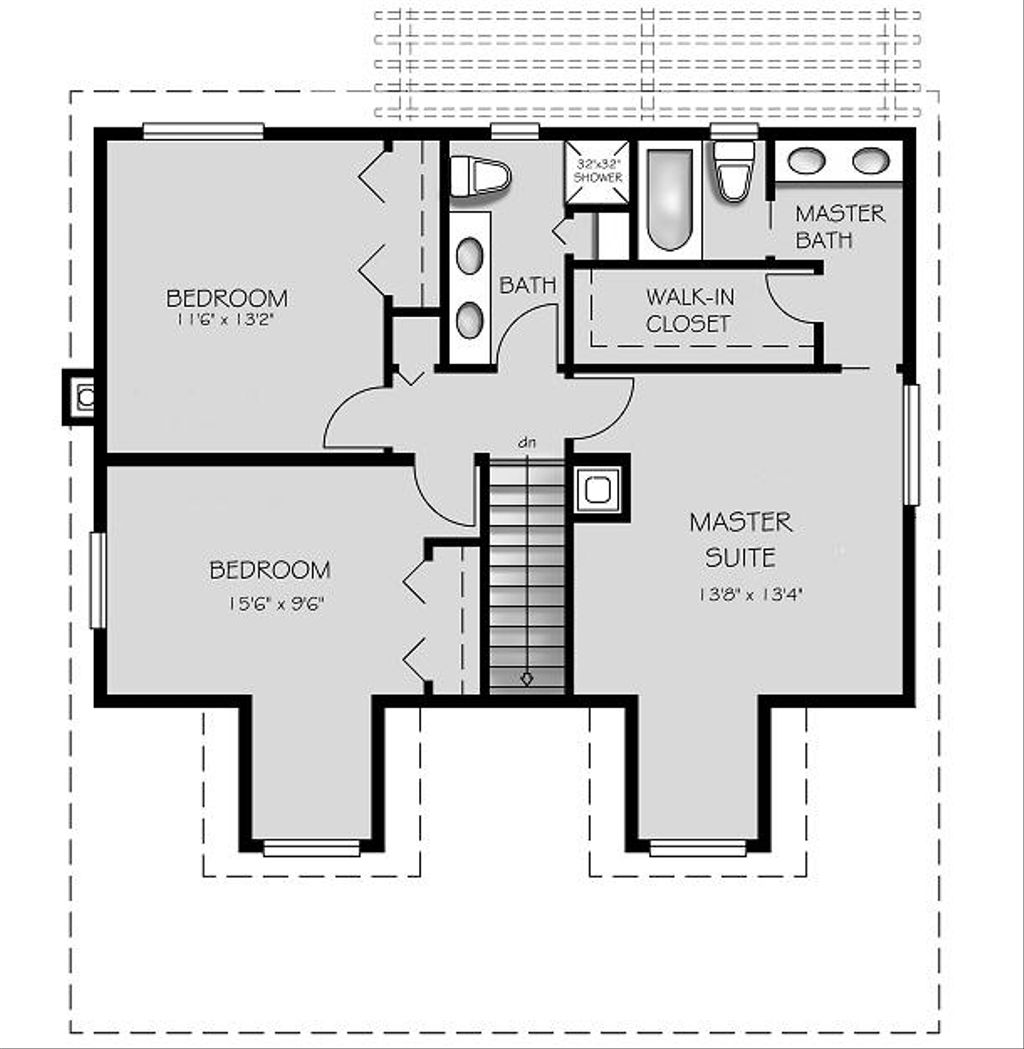 32"x32"
SHOWER
MASTER
BATH
BATH
WALK-IN
CLOSET
BEDROOM
11'6" x 13'2"
dn
MASTER
SUITE
13'8" x 13'4"
BEDROOM
15'6" x 9'6"